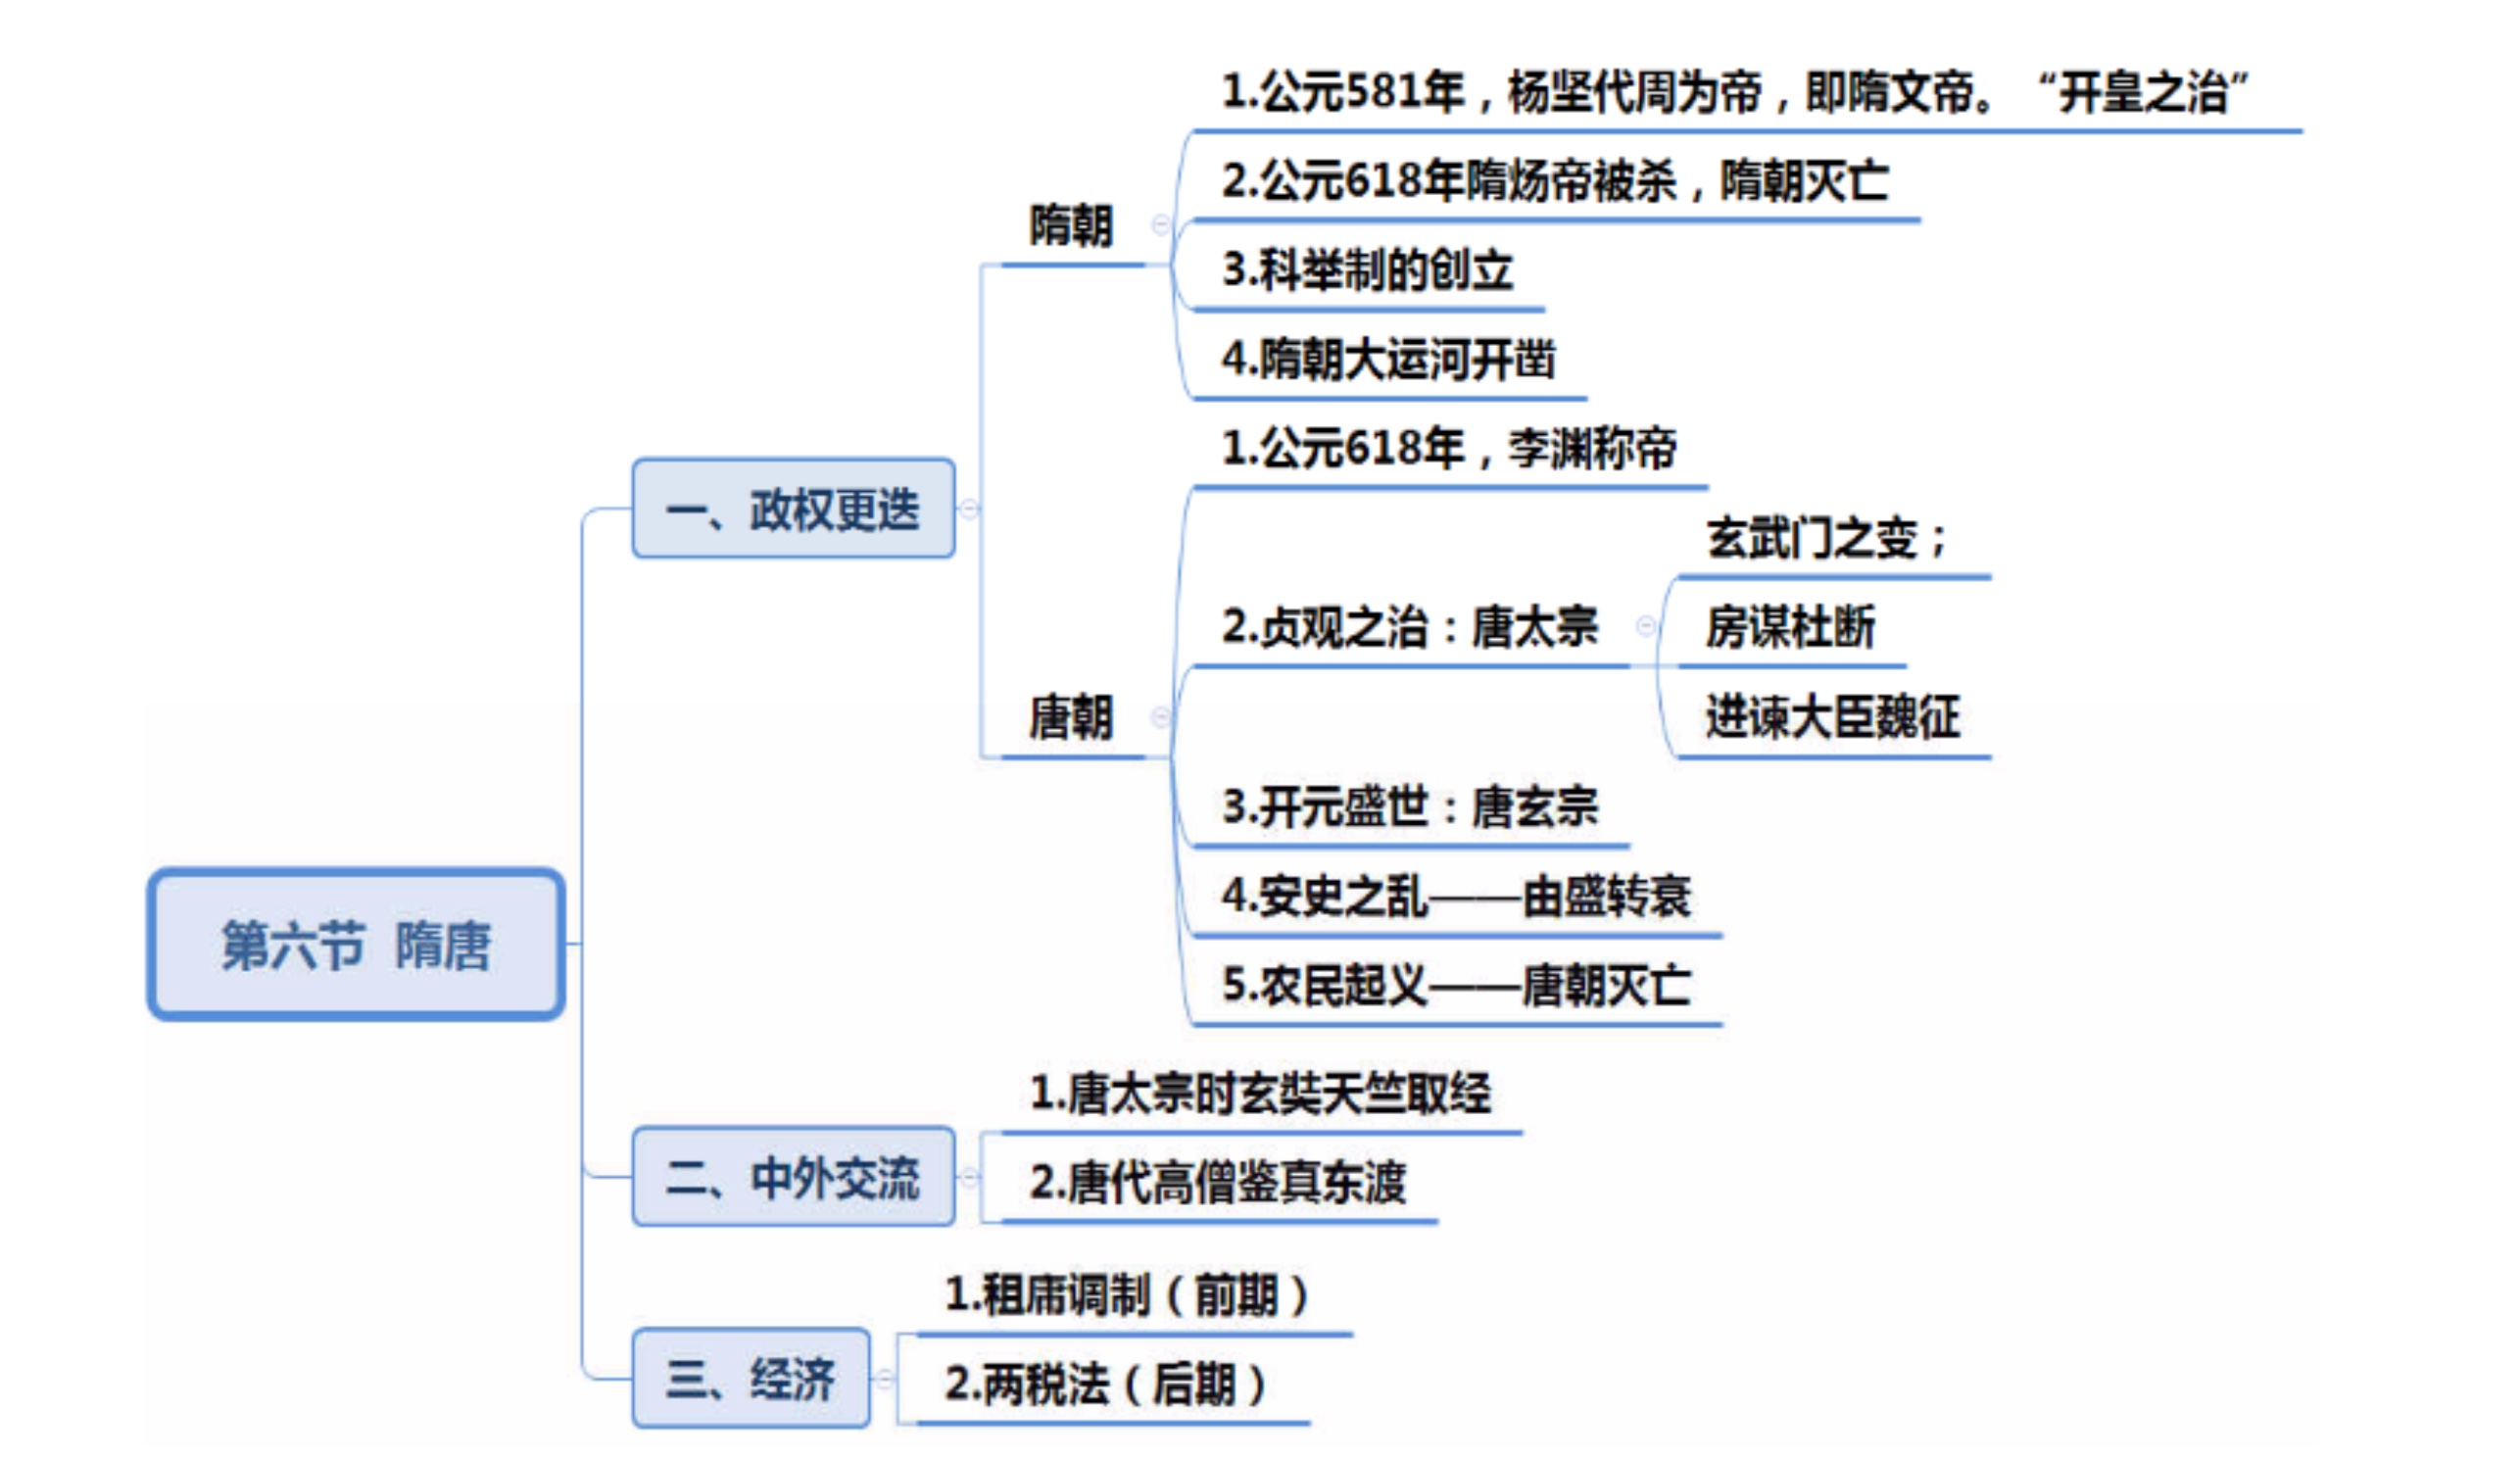 1.公元581年，杨坚代周为帝，即隋文帝。“开皇之治”
2.公元618年隋炀帝被杀，隋朝灭亡
隋朝
3.科举制的创立
4.隋朝大运河开凿
1.公元618年，李渊称帝
一、政权更迭
玄武门之变；
2.贞观之治：唐太宗
房谋杜断
唐朝
进谏大臣魏征
3.开元盛世：唐玄宗
4.安史之乱——由盛转衰
第六节 隋唐
5.农民起义——唐朝灭亡
1.唐太宗时玄奘天竺取经
二、中外交流
2.唐代高僧鉴真东渡
1.租庸调制（前期）
三、经济
2.两税法（后期）